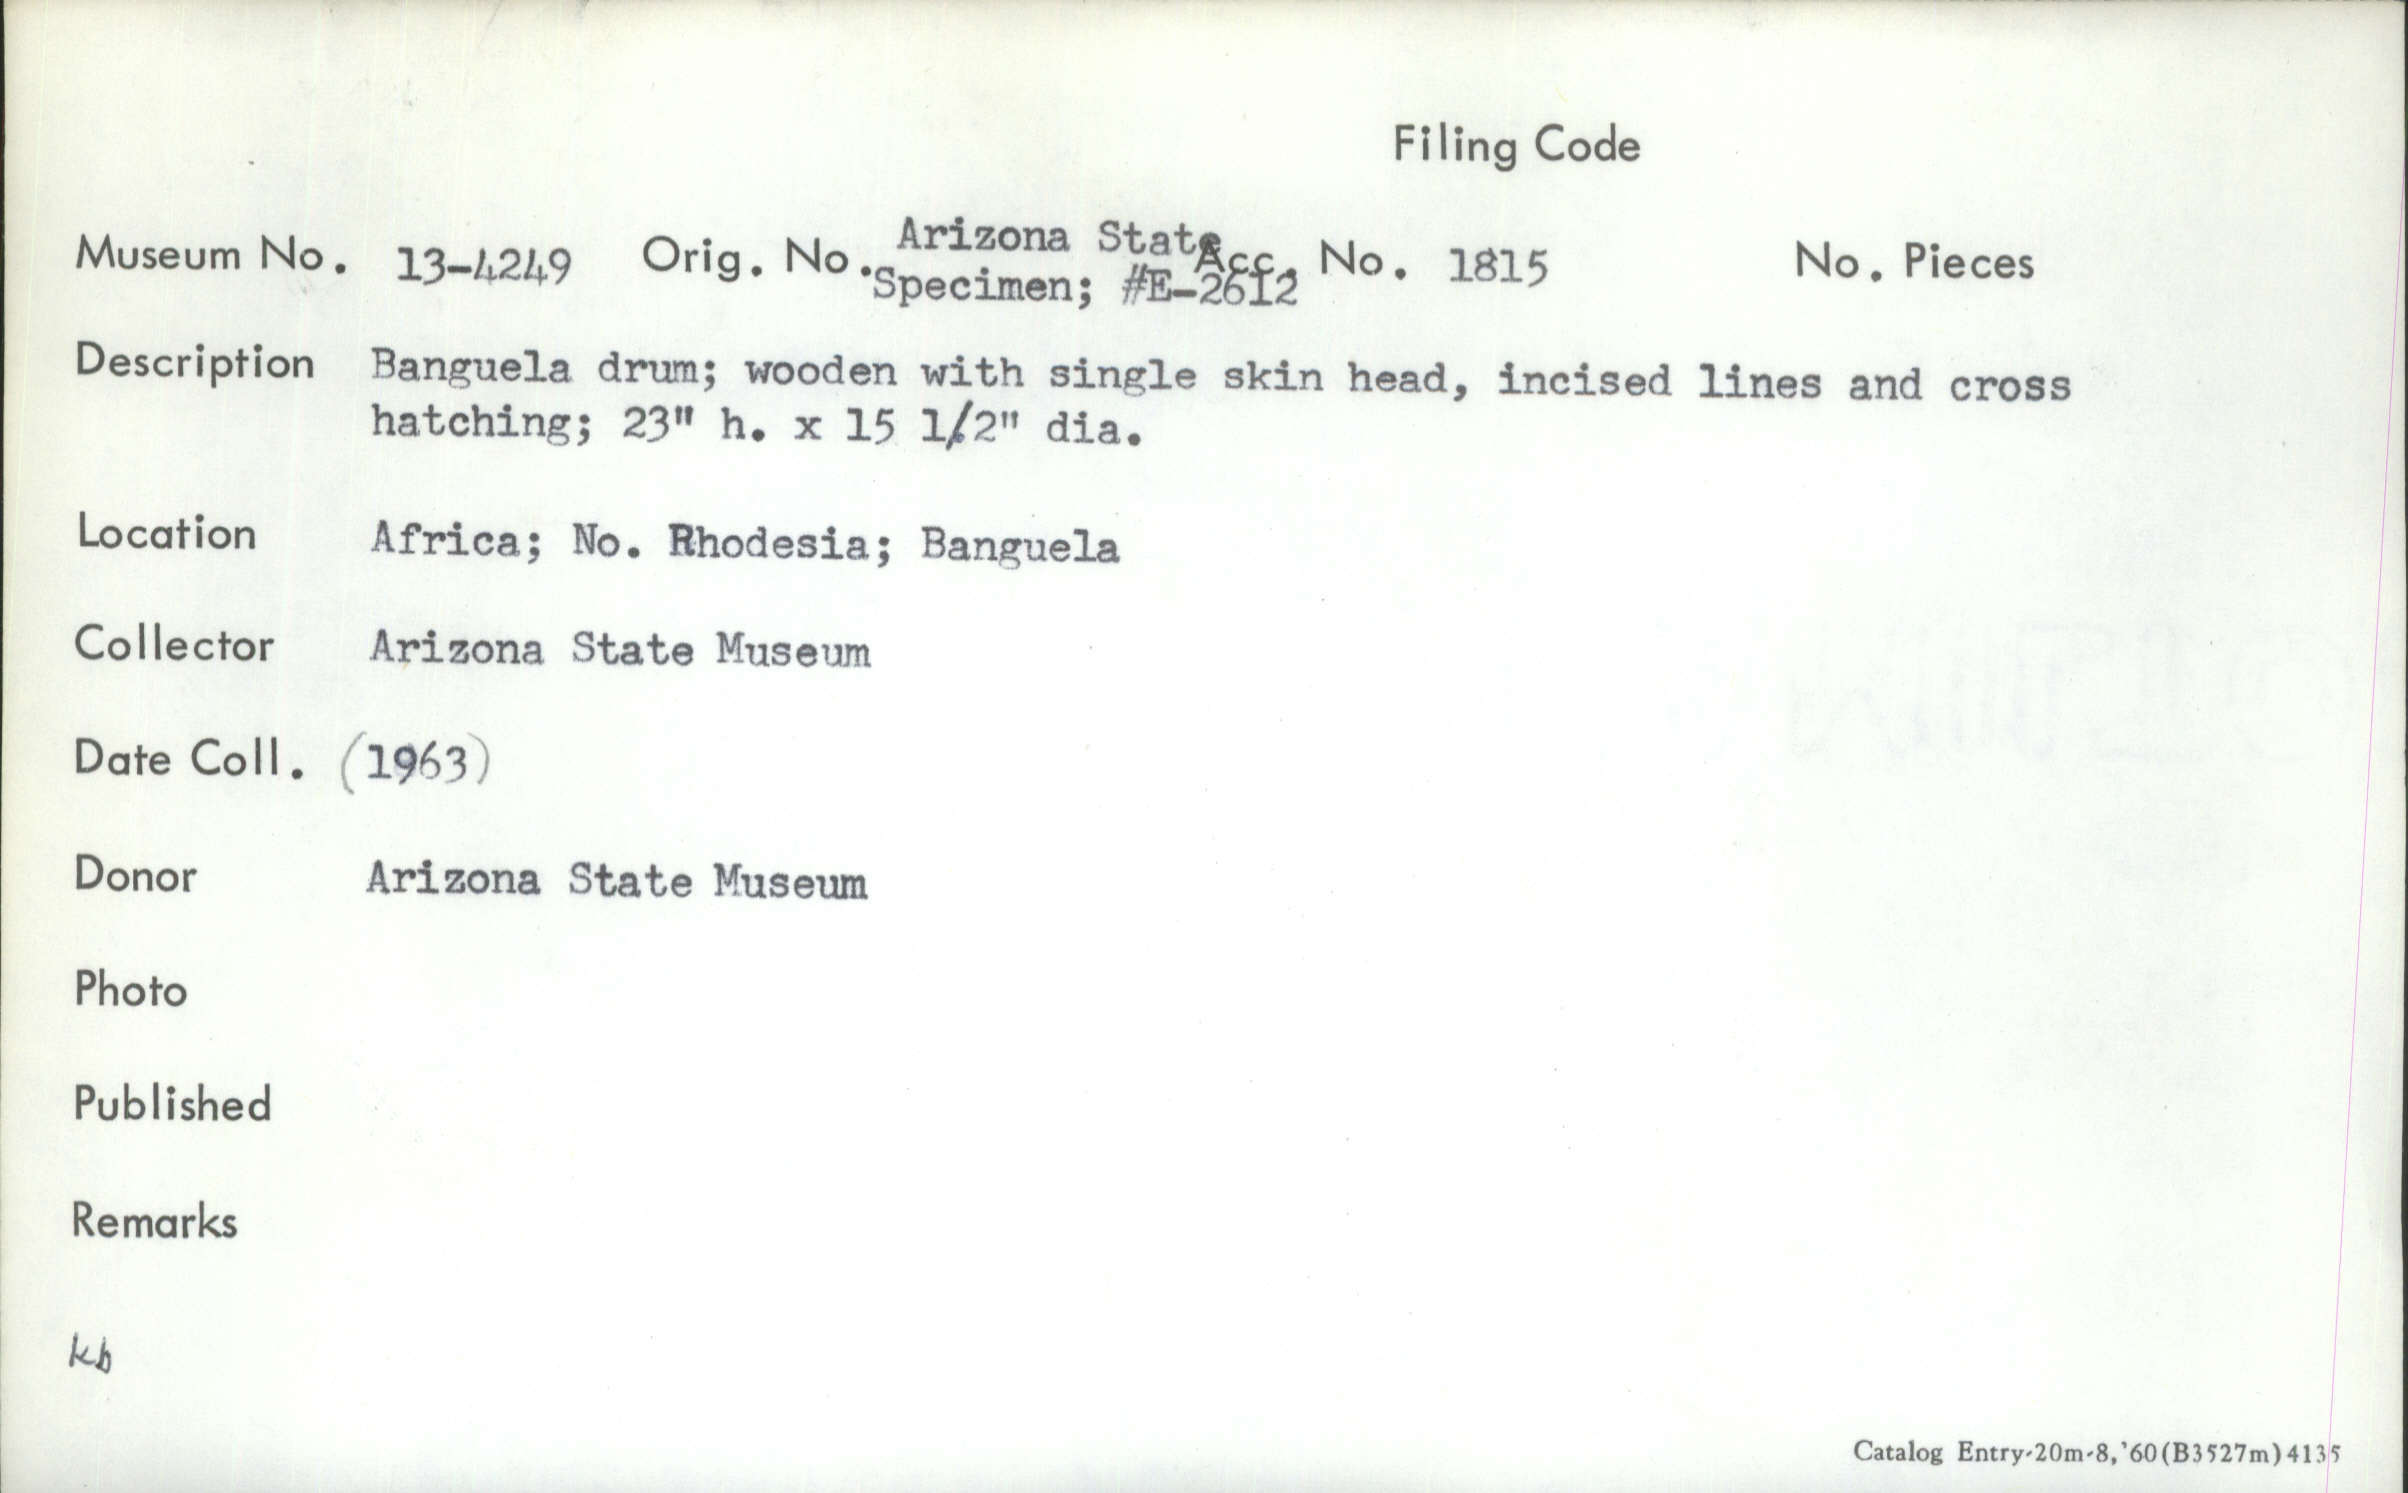 Filing Code
Museum No. 13-4249 Orig. No. Arizona State Acc. No. 1815 No. Pieces
Specimen; #E-2612
Description Banguela drum; wooden with single skin head, incised lines and cross
hatching; 23" h. x 15 1/2" dia.
Location Africa; No. Rhodesia; Banguela
Collector Arizona State Museum
Date Coll. (1963)
Donor Arizona State Museum
Photo
Published
Remarks
kb
Catalog Entry-20m-8,'60(B3527m)4135